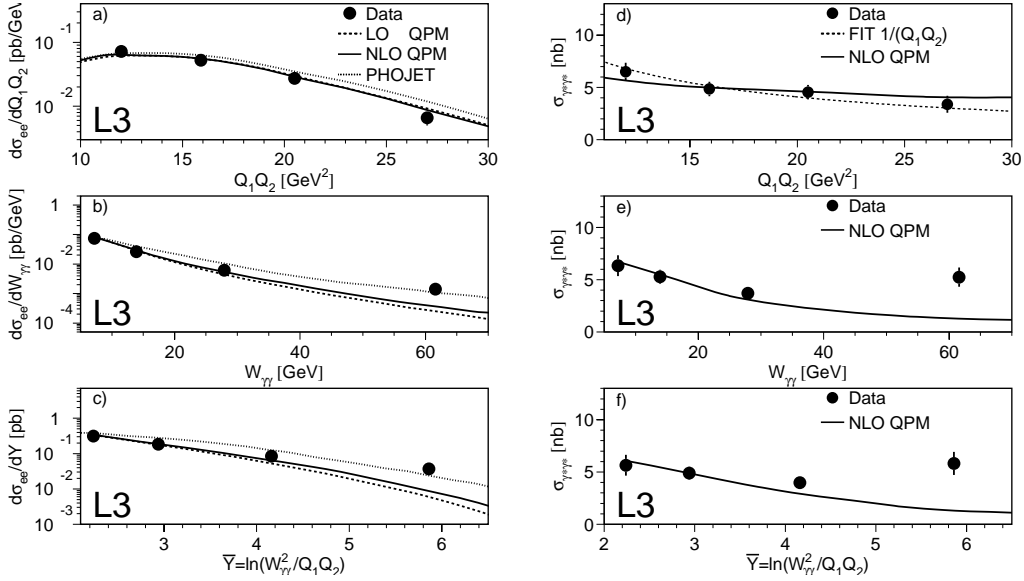 a)
Data
LO QPM
NLO QPM
PHOJET
L3
dσee/dQ1Q2 [pb/GeV2]
10 -1
10 -2
10 15 20 25 30
Q1Q2 [GeV2]
b)
L3
dσee/dWγγ [pb/GeV]
1
10 -2
10 -4
20 40 60
Wγγ [GeV]
c)
L3
dσee/dY [pb]
1
10 -1
10 -2
10 -3
3 4 5 6
Y̅=ln(W²γγ/Q1Q2)
d)
Data
FIT 1/(Q1Q2)
NLO QPM
L3
σγ*γ* [nb]
10
5
0
15 20 25 30
Q1Q2 [GeV2]
e)
Data
NLO QPM
L3
σγ*γ* [nb]
10
5
0
20 40 60
Wγγ [GeV]
f)
Data
NLO QPM
L3
σγ*γ* [nb]
10
5
0
2 3 4 5 6
Y̅=ln(W²γγ/Q1Q2)